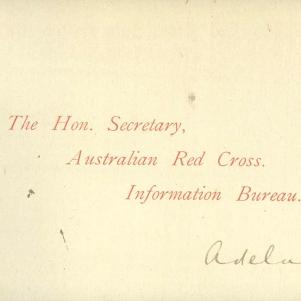 The Hon. Secretary,
Australian Red Cross.
Information Bureau.
Adela